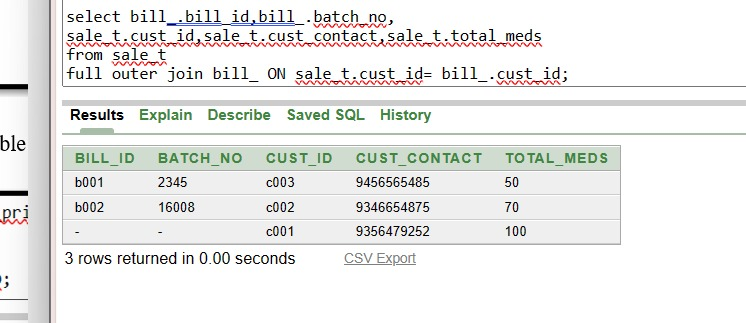 select bill_.bill_id,bill_.batch_no,
sale_t.cust_id,sale_t.cust_contact,sale_t.total_meds
from sale_t
full outer join bill_ ON sale_t.cust_id= bill_.cust_id;
Results Explain Describe Saved SQL History
ble
BILL_ID BATCH_NO CUST_ID CUST_CONTACT TOTAL_MEDS
b001 2345 c003 9456565485 50
pri
b002 16008 c002 9346654875 70
- - c001 9356479252 100
3 rows returned in 0.00 seconds CSV Export
;